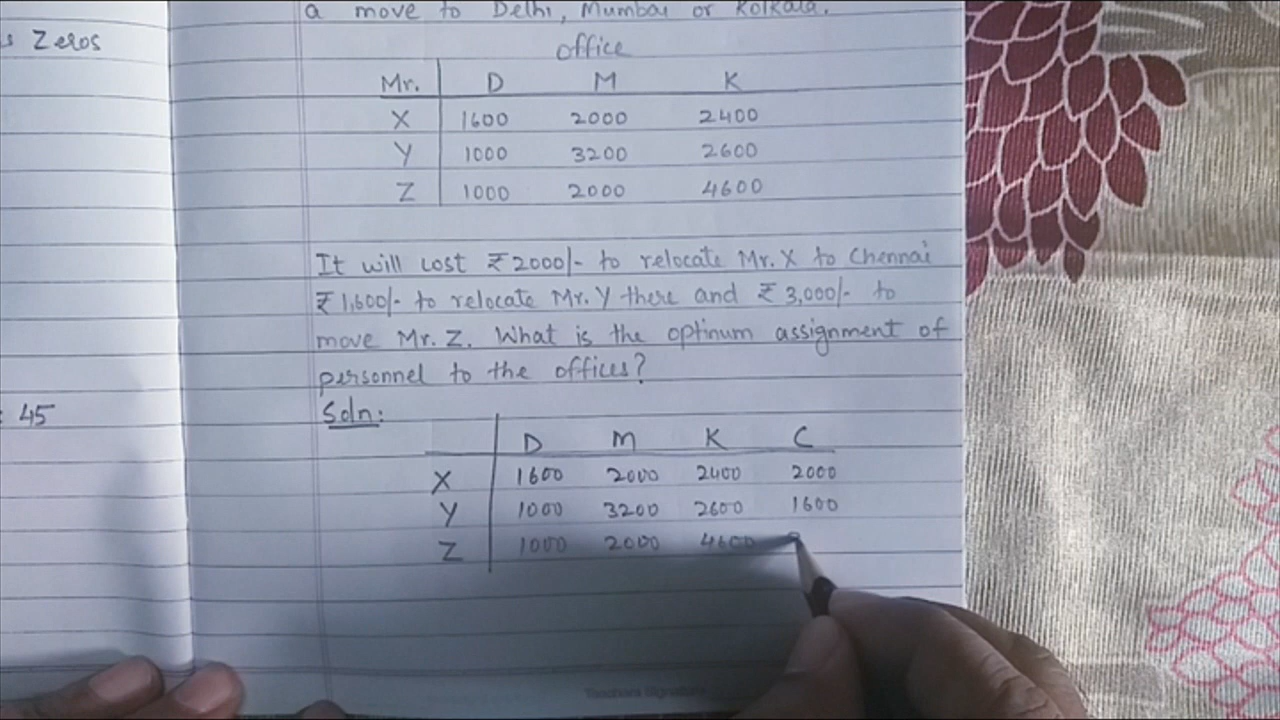 s Zeros
: 45
a move to Delhi, Mumbai or Kolkata.
office
Mr. D M K
X 1600 2000 2400
Y 1000 3200 2600
Z 1000 2000 4600
It will cost ₹2000/- to relocate Mr. X to Chennai
₹1,600/- to relocate Mr. Y there and ₹3,000/- to
move Mr. Z. What is the optinum assignment of
personnel to the offices?
Soln:
D M K C
X 1600 2000 2400 2000
Y 1000 3200 2600 1600
Z 1000 2000 4600
Teachers Signature